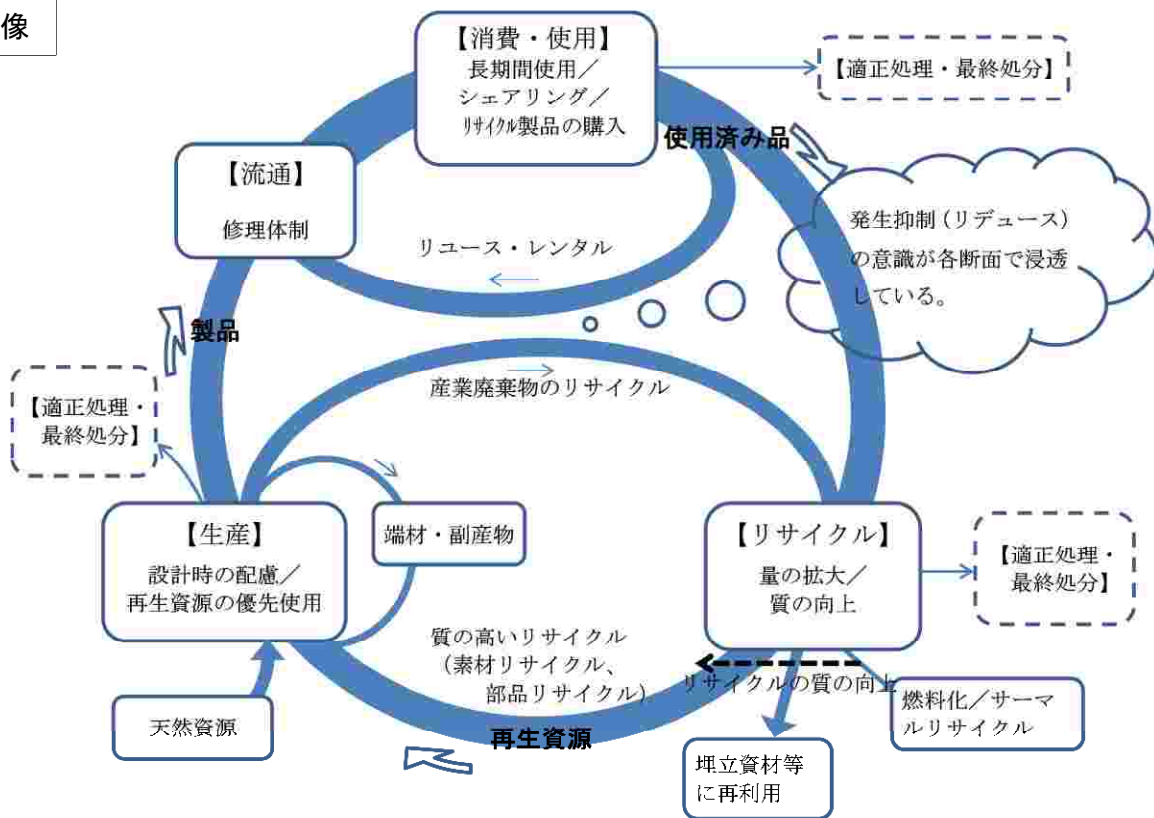 像
【消費・使用】
長期間使用／
シェアリング／
ﾘｻｲｸﾙ製品の購入
【適正処理・最終処分】
使用済み品
【流通】
修理体制
発生抑制（リデュース）
の意識が各断面で浸透
している。
リユース・レンタル
製品
産業廃棄物のリサイクル
【適正処理・
最終処分】
【生産】
設計時の配慮／
再生資源の優先使用
端材・副産物
【リサイクル】
量の拡大／
質の向上
【適正処理・
最終処分】
質の高いリサイクル
（素材リサイクル、
部品リサイクル）
リサイクルの質の向上
天然資源
再生資源
燃料化／サーマ
ルリサイクル
埋立資材等
に再利用